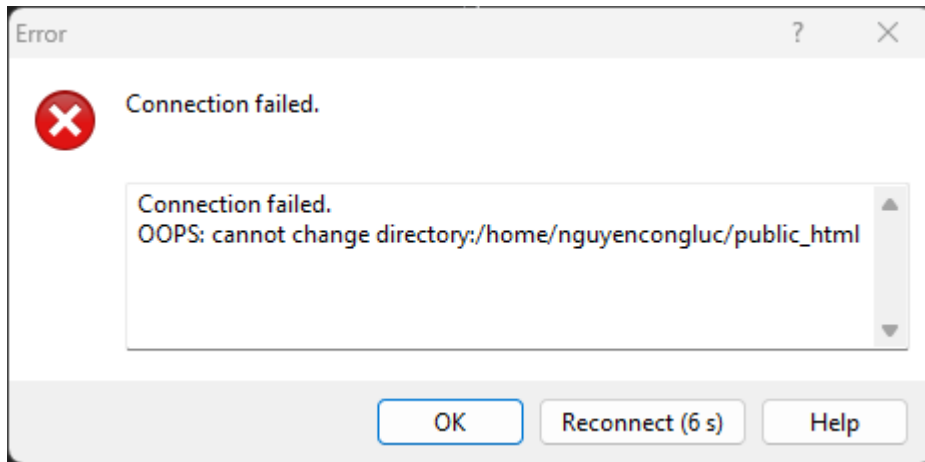 Error
?
Connection failed.
Connection failed.
OOPS: cannot change directory:/home/nguyencongluc/public_html
OK
Reconnect (6 s)
Help